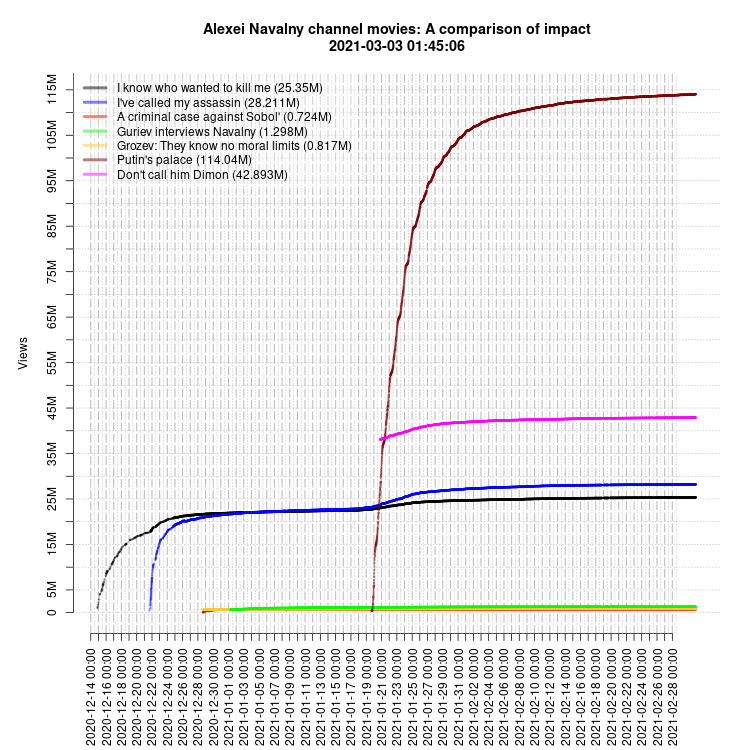 Alexei Navalny channel movies: A comparison of impact
2021-03-03 01:45:06
I know who wanted to kill me (25.35M)
I've called my assassin (28.211M)
A criminal case against Sobol' (0.724M)
Guriev interviews Navalny (1.298M)
Grozev: They know no moral limits (0.817M)
Putin's palace (114.04M)
Don't call him Dimon (42.893M)
Views
115M
105M
95M
85M
75M
65M
55M
45M
35M
25M
15M
5M
0
2020-12-14 00:00
2020-12-16 00:00
2020-12-18 00:00
2020-12-20 00:00
2020-12-22 00:00
2020-12-24 00:00
2020-12-26 00:00
2020-12-28 00:00
2020-12-30 00:00
2021-01-01 00:00
2021-01-03 00:00
2021-01-05 00:00
2021-01-07 00:00
2021-01-09 00:00
2021-01-11 00:00
2021-01-13 00:00
2021-01-15 00:00
2021-01-17 00:00
2021-01-19 00:00
2021-01-21 00:00
2021-01-23 00:00
2021-01-25 00:00
2021-01-27 00:00
2021-01-29 00:00
2021-01-31 00:00
2021-02-02 00:00
2021-02-04 00:00
2021-02-06 00:00
2021-02-08 00:00
2021-02-10 00:00
2021-02-12 00:00
2021-02-14 00:00
2021-02-16 00:00
2021-02-18 00:00
2021-02-20 00:00
2021-02-22 00:00
2021-02-24 00:00
2021-02-26 00:00
2021-02-28 00:00